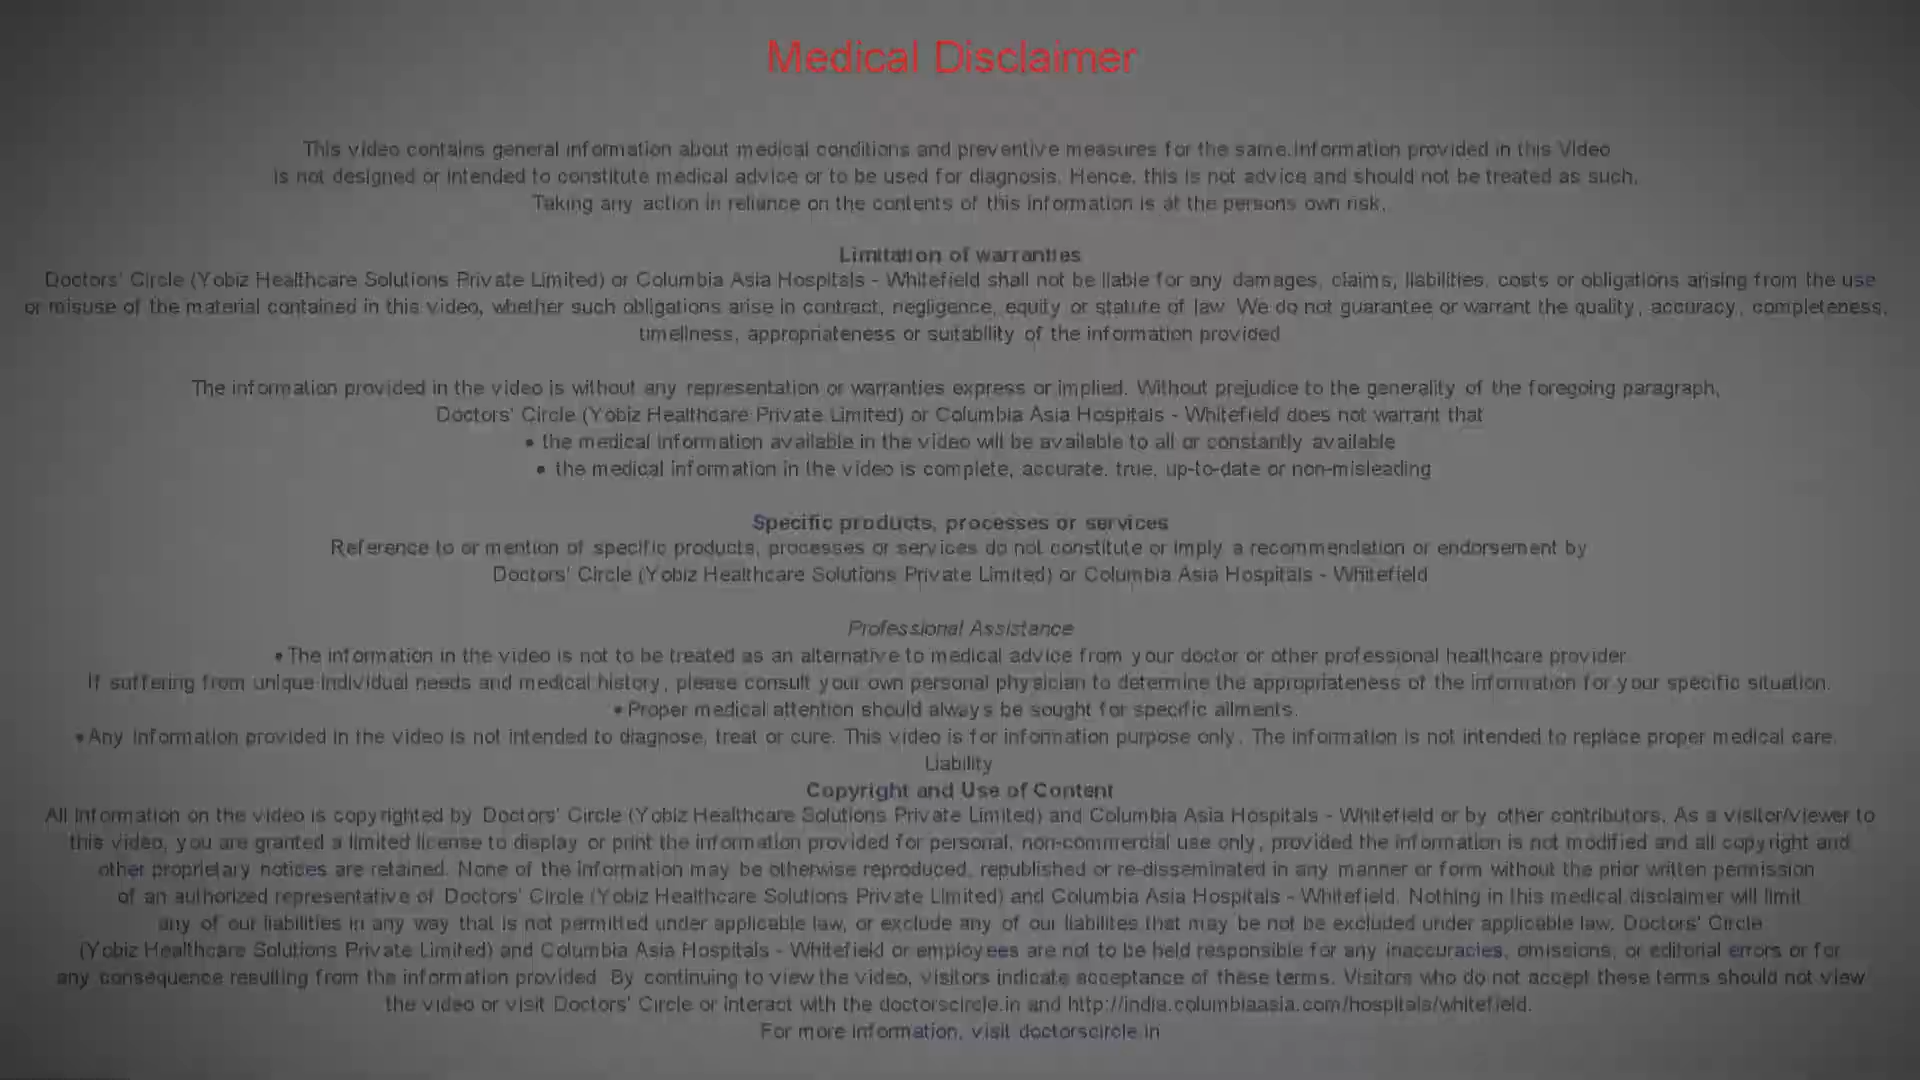 Medical Disclaimer
This video contains general information about medical conditions and preventive measures for the same.Information provided in this Video
is not designed or intended to constitute medical advice or to be used for diagnosis. Hence, this is not advice and should not be treated as such.
Taking any action in reliance on the contents of this information is at the persons own risk.
Limitation of warranties
Doctors' Circle (Yobiz Healthcare Solutions Private Limited) or Columbia Asia Hospitals - Whitefield shall not be liable for any damages, claims, liabilities, costs or obligations arising from the use
or misuse of the material contained in this video, whether such obligations arise in contract, negligence, equity or statute of law We do not guarantee or warrant the quality, accuracy, completeness,
timeliness, appropriateness or suitability of the information provided
The information provided in the video is without any representation or warranties express or implied. Without prejudice to the generality of the foregoing paragraph,
Doctors' Circle (Yobiz Healthcare Private Limited) or Columbia Asia Hospitals - Whitefield does not warrant that
• the medical information available in the video will be available to all or constantly available
• the medical information in the video is complete, accurate, true, up-to-date or non-misleading
Specific products, processes or services
Reference to or mention of specific products, processes or services do not constitute or imply a recommendation or endorsement by
Doctors' Circle (Yobiz Healthcare Solutions Private Limited) or Columbia Asia Hospitals - Whitefield
Professional Assistance
• The information in the video is not to be treated as an alternative to medical advice from your doctor or other professional healthcare provider.
If suffering from unique individual needs and medical history, please consult your own personal physician to determine the appropriateness of the information for your specific situation.
• Proper medical attention should always be sought for specific ailments.
• Any information provided in the video is not intended to diagnose, treat or cure. This video is for information purpose only. The information is not intended to replace proper medical care.
Liability
Copyright and Use of Content
All information on the video is copyrighted by Doctors' Circle (Yobiz Healthcare Solutions Private Limited) and Columbia Asia Hospitals - Whitefield or by other contributors. As a visitor/viewer to
this video, you are granted a limited license to display or print the information provided for personal, non-commercial use only, provided the information is not modified and all copyright and
other proprietary notices are retained. None of the information may be otherwise reproduced, republished or re-disseminated in any manner or form without the prior written permission
of an authorized representative of Doctors' Circle (Yobiz Healthcare Solutions Private Limited) and Columbia Asia Hospitals - Whitefield. Nothing in this medical disclaimer will limit
any of our liabilities in any way that is not permitted under applicable law, or exclude any of our liabilites that may be not be excluded under applicable law. Doctors' Circle
(Yobiz Healthcare Solutions Private Limited) and Columbia Asia Hospitals - Whitefield or employees are not to be held responsible for any inaccuracies, omissions, or editorial errors or for
any consequence resulting from the information provided. By continuing to view the video, visitors indicate acceptance of these terms. Visitors who do not accept these terms should not view
the video or visit Doctors' Circle or interact with the doctorscircle.in and http://india.columbiaasia.com/hospitals/whitefield.
For more information, visit doctorscircle.in